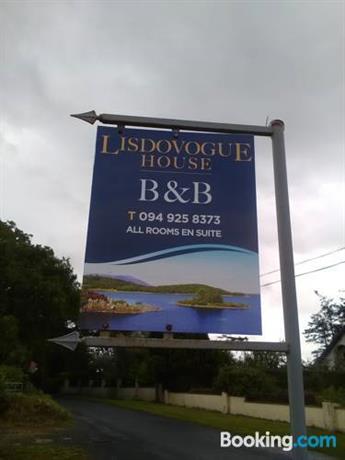 LISDOVOGUE
HOUSE
B&B
T 094 925 8373
ALL ROOMS EN SUITE
Booking.com